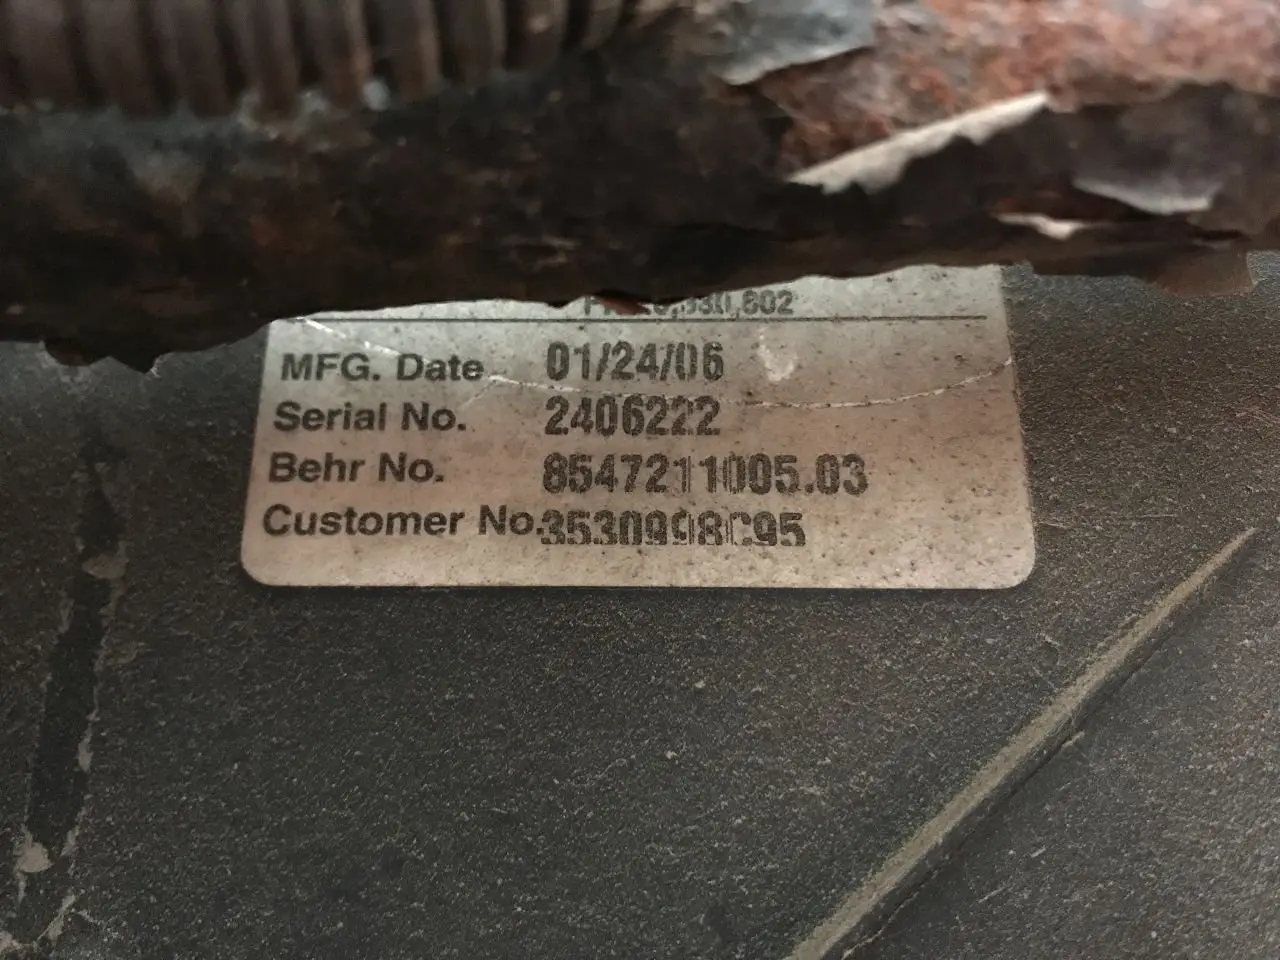 MFG. Date 01/24/06
Serial No. 2406222
Behr No. 8547211005.03
Customer No. 3530998C95